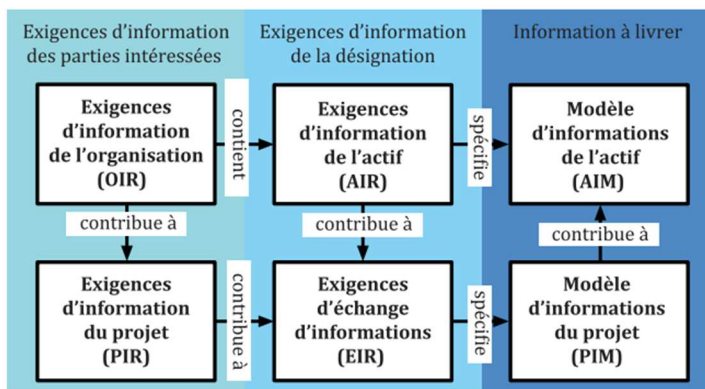 Exigences d'information
des parties intéressées
Exigences d'information
de la désignation
Information à livrer
Exigences
d'information
de l'organisation
(OIR)
contient
Exigences
d'information
de l'actif
(AIR)
spécifie
Modèle
d'informations
de l'actif
(AIM)
contribue à
contribue à
contribue à
Exigences
d'information
du projet
(PIR)
contribue à
Exigences
d'échange
d'informations
(EIR)
spécifie
Modèle
d'informations
du projet
(PIM)